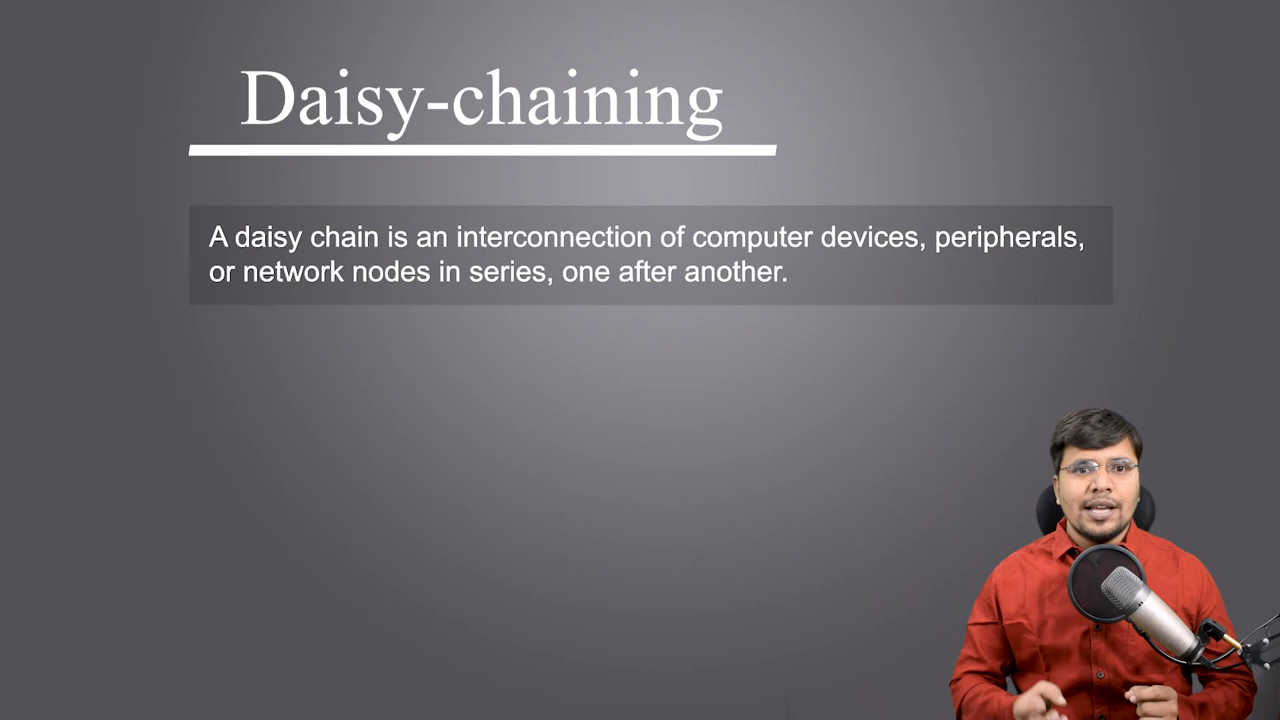 Daisy-chaining
A daisy chain is an interconnection of computer devices, peripherals,
or network nodes in series, one after another.